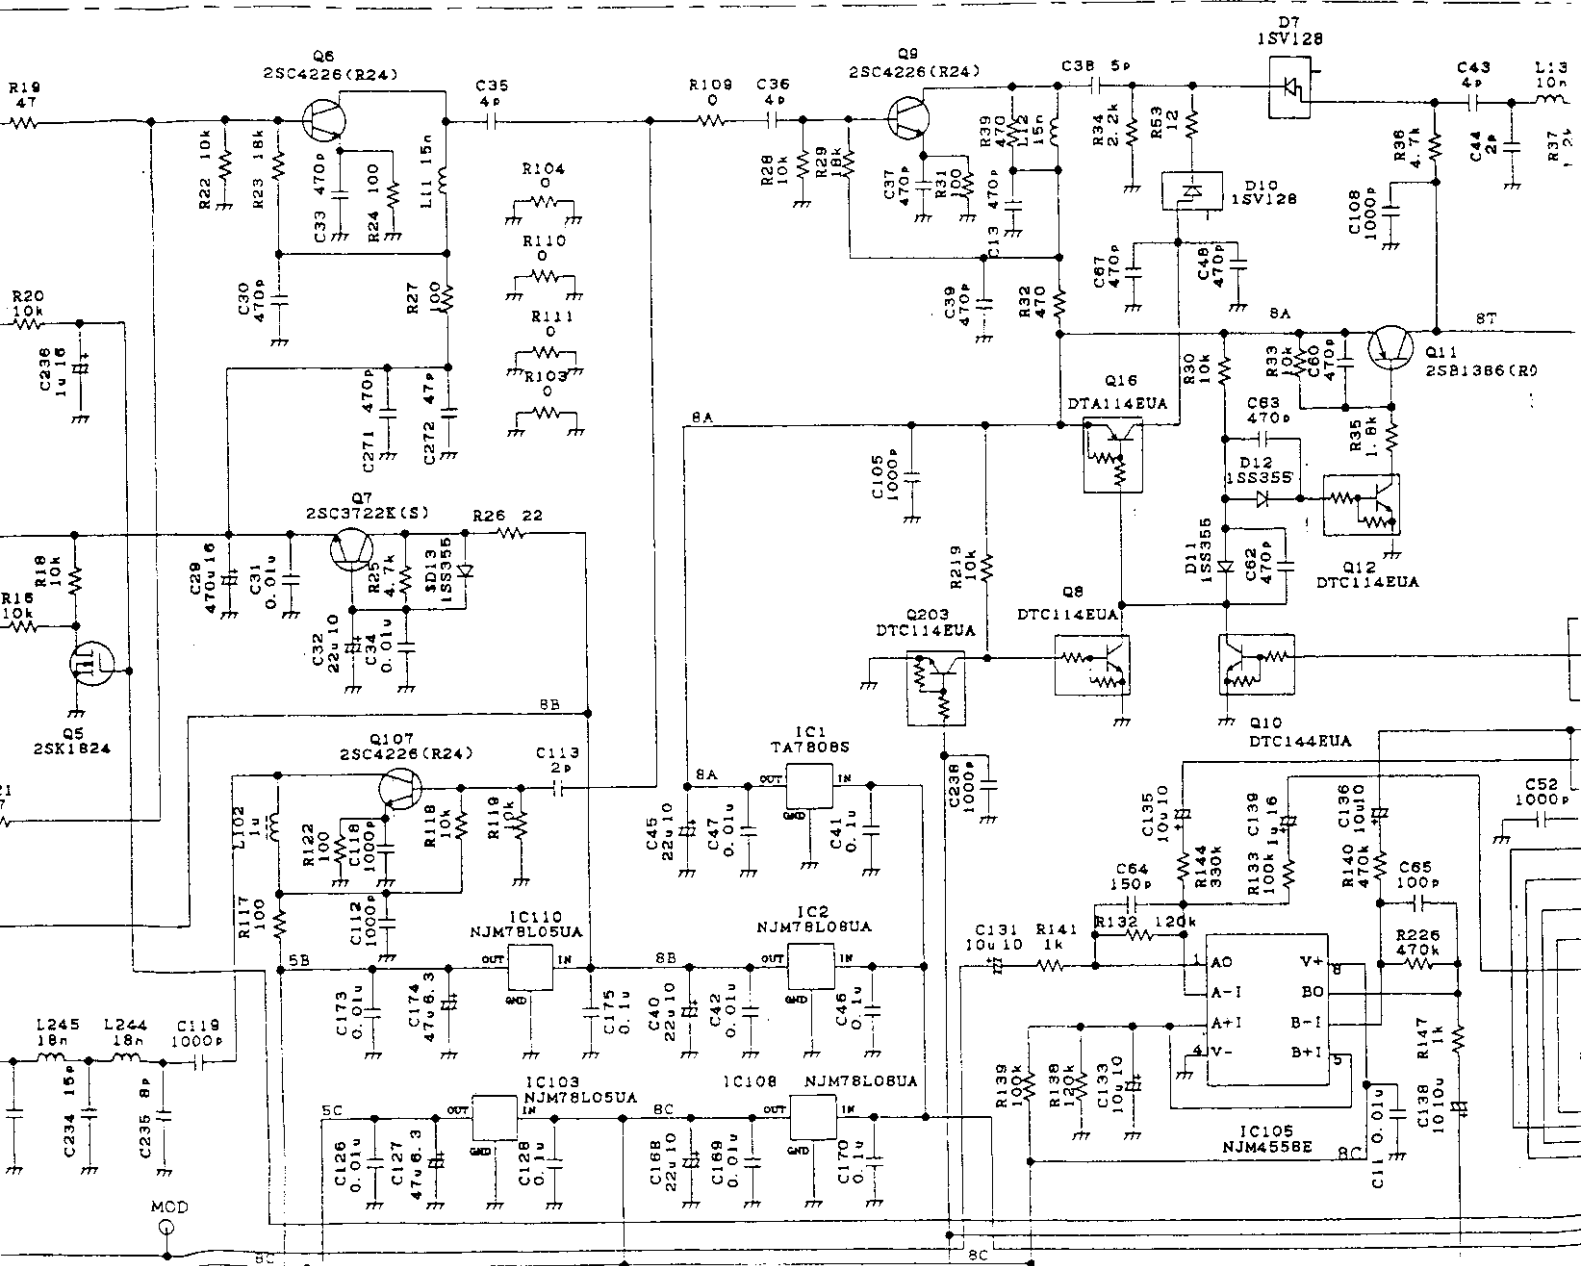 D7
1SV128
Q6
2SC4226(R24)
Q9
2SC4226(R24)
C38 5p
C43
4p
L13
10n
R19
47
C35
4p
R109
0
C36
4p
R22 10k
R23 18k
C33 470p
R24 100
L11 15n
R104
0
R28
10k
R29
18k
C37
470p
R31
100
R39
470
L12
15n
C13 470p
R34
2.2k
R53
12
D10
1SV128
R36
4.7k
C44
2p
R37
C108
1000p
R110
0
R20
10k
C236
1u 16
C30
470p
R27
100
R111
0
R103
0
C39
470p
R32
470
C67
470p
C48
470p
8A
8T
R30
10k
R33
10k
C60
470p
Q11
2SB1386(R)
C271 470p
C272 47p
8A
Q16
DTA114EUA
C63
470p
R35
1.8k
C105
1000p
D12
1SS355
Q7
2SC3722K(S)
R26 22
R18
10k
C29
470u 16
C31
0.01u
R25
4.7k
$D13
1SS355
R219
10k
D11
1SS355
C62
470p
Q12
DTC114EUA
R16
10k
C32
22u 10
C34
0.01u
Q203
DTC114EUA
Q8
DTC114EUA
Q5
2SK1824
8B
Q107
2SC4226(R24)
C113
2p
IC1
TA7808S
Q10
DTC144EUA
8A
OUT
IN
GND
C238
1000p
L102
1u
R122
100
C118
1000p
R118
10k
R119
10k
C45
22u 10
C47
0.01u
C41
0.1u
C135
10u 10
C139
1u 16
C136
10u10
C52
1000p
R144
330k
R133
100k
R140
470k
C65
100p
C64
150p
R117
100
C112
1000p
IC110
NJM78L05UA
IC2
NJM78L08UA
C131
10u 10
R141
1k
R132 120k
R226
470k
5B
OUT
IN
GND
8B
OUT
IN
GND
1
AO
V+
8
A-I
BO
A+I
B-I
4
V-
B+I
5
C173
0.01u
C174
47u6.3
C175
0.1u
C40
22u 10
C42
0.01u
C46
0.1u
L245
18n
L244
18n
C119
1000p
R147
1k
C234 15p
C235 8p
IC103
NJM78L05UA
IC108
NJM78L08UA
R139
100k
R138
120k
C133
10u10
C138
10 10u
5C
OUT
IN
GND
8C
OUT
IN
GND
C126
0.01u
C127
47u6.3
C128
0.1u
C168
22u 10
C169
0.01u
C170
0.1u
IC105
NJM4558E
8C
0.01u
MOD
8C
8C